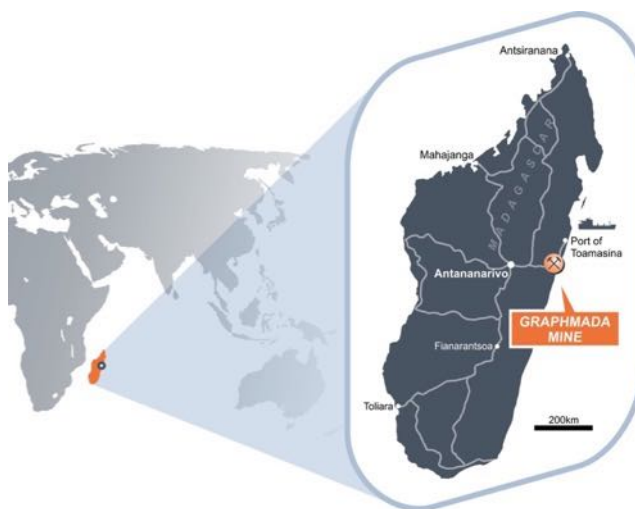 Antsiranana
MADAGASCAR
Mahajanga
Port of
Toamasina
Antananarivo
GRAPHMADA
MINE
Fianarantsoa
Toliara
200km